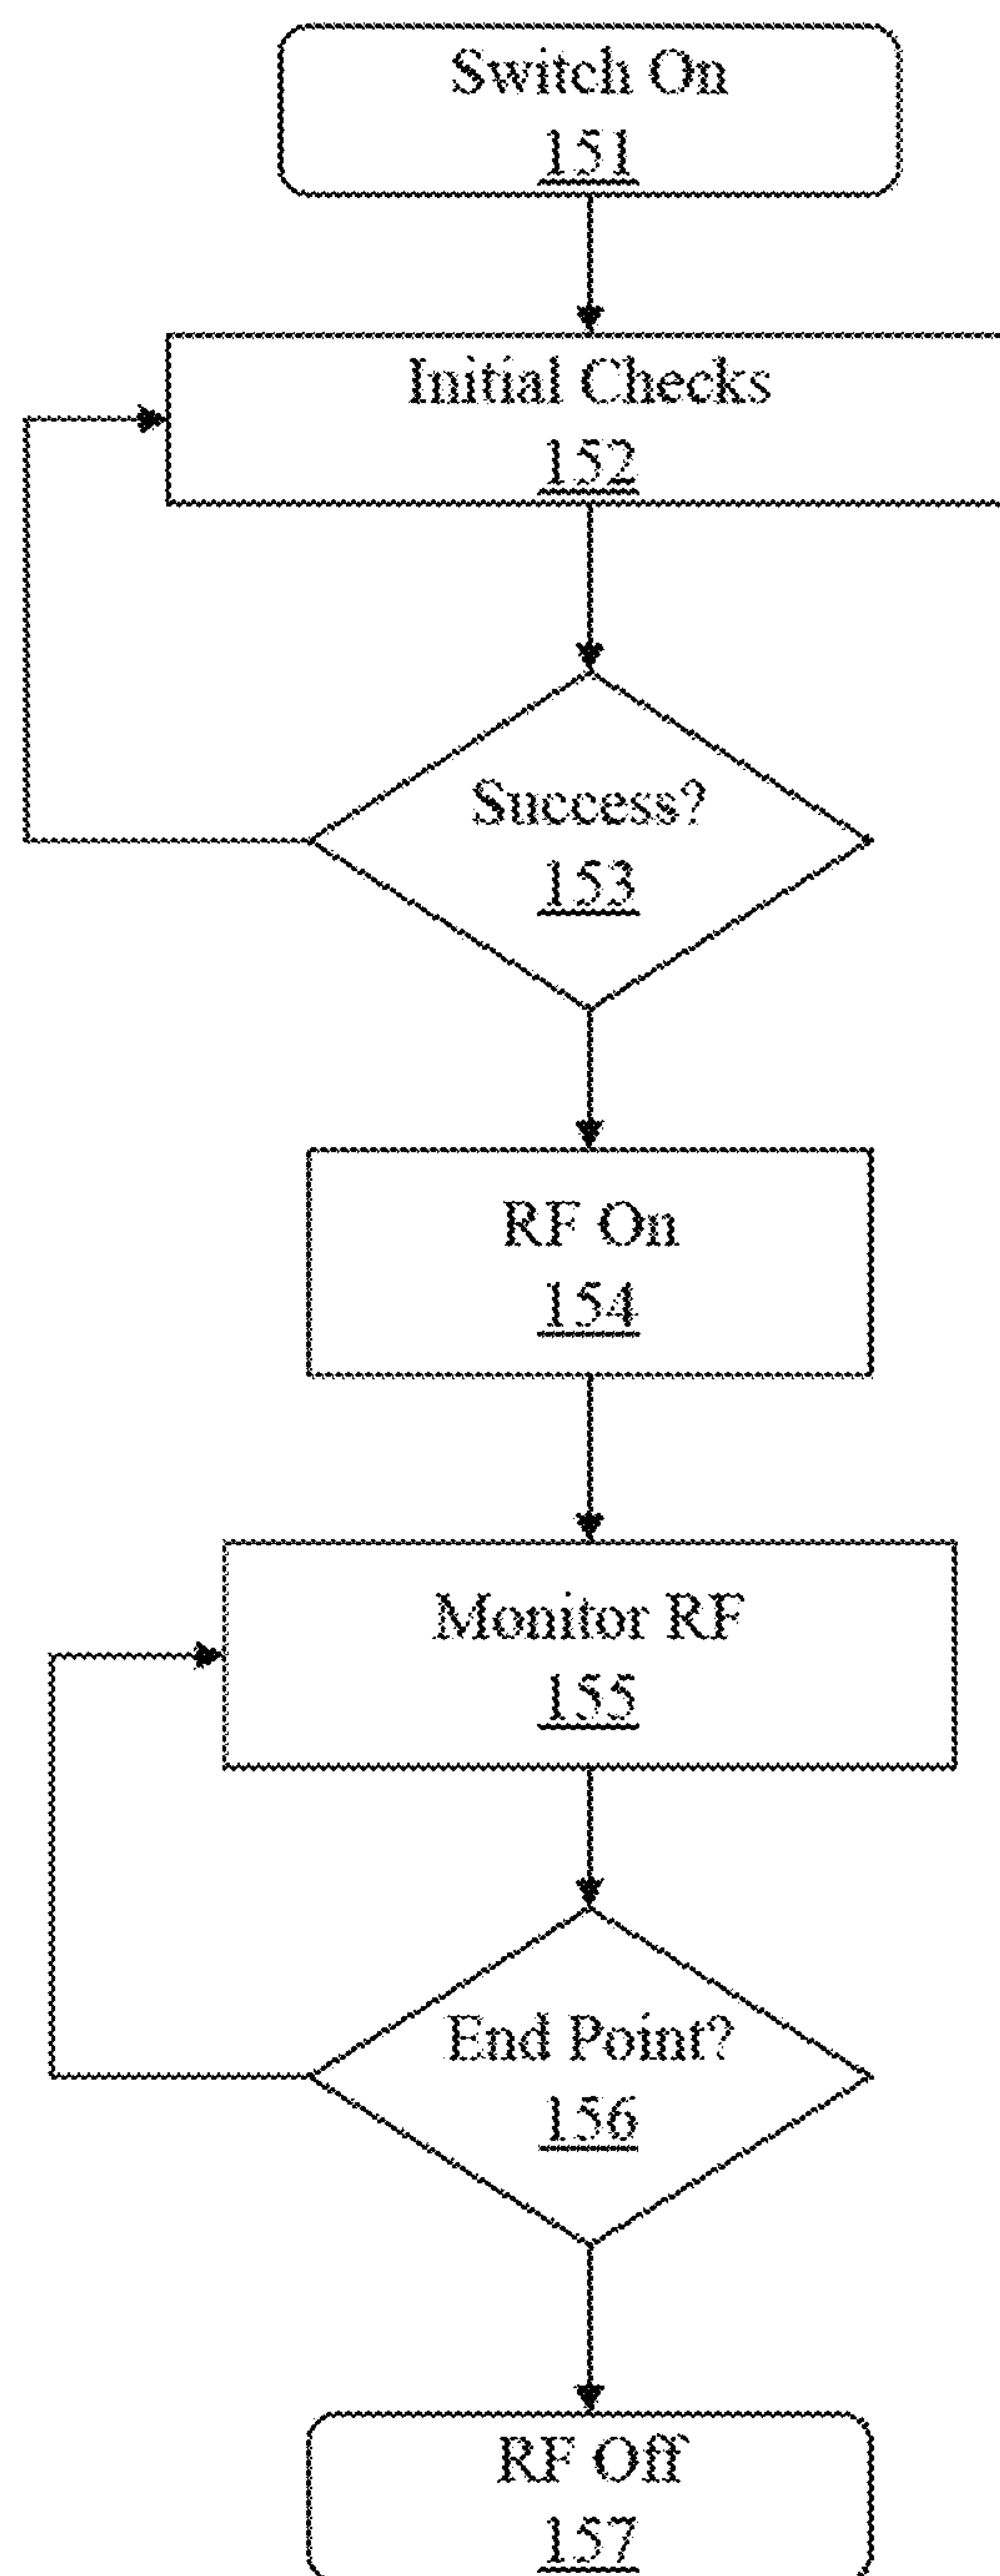 Switch On
151
Initial Checks
152
Success?
153
RF On
154
Monitor RF
155
End Point?
156
RF Off
157